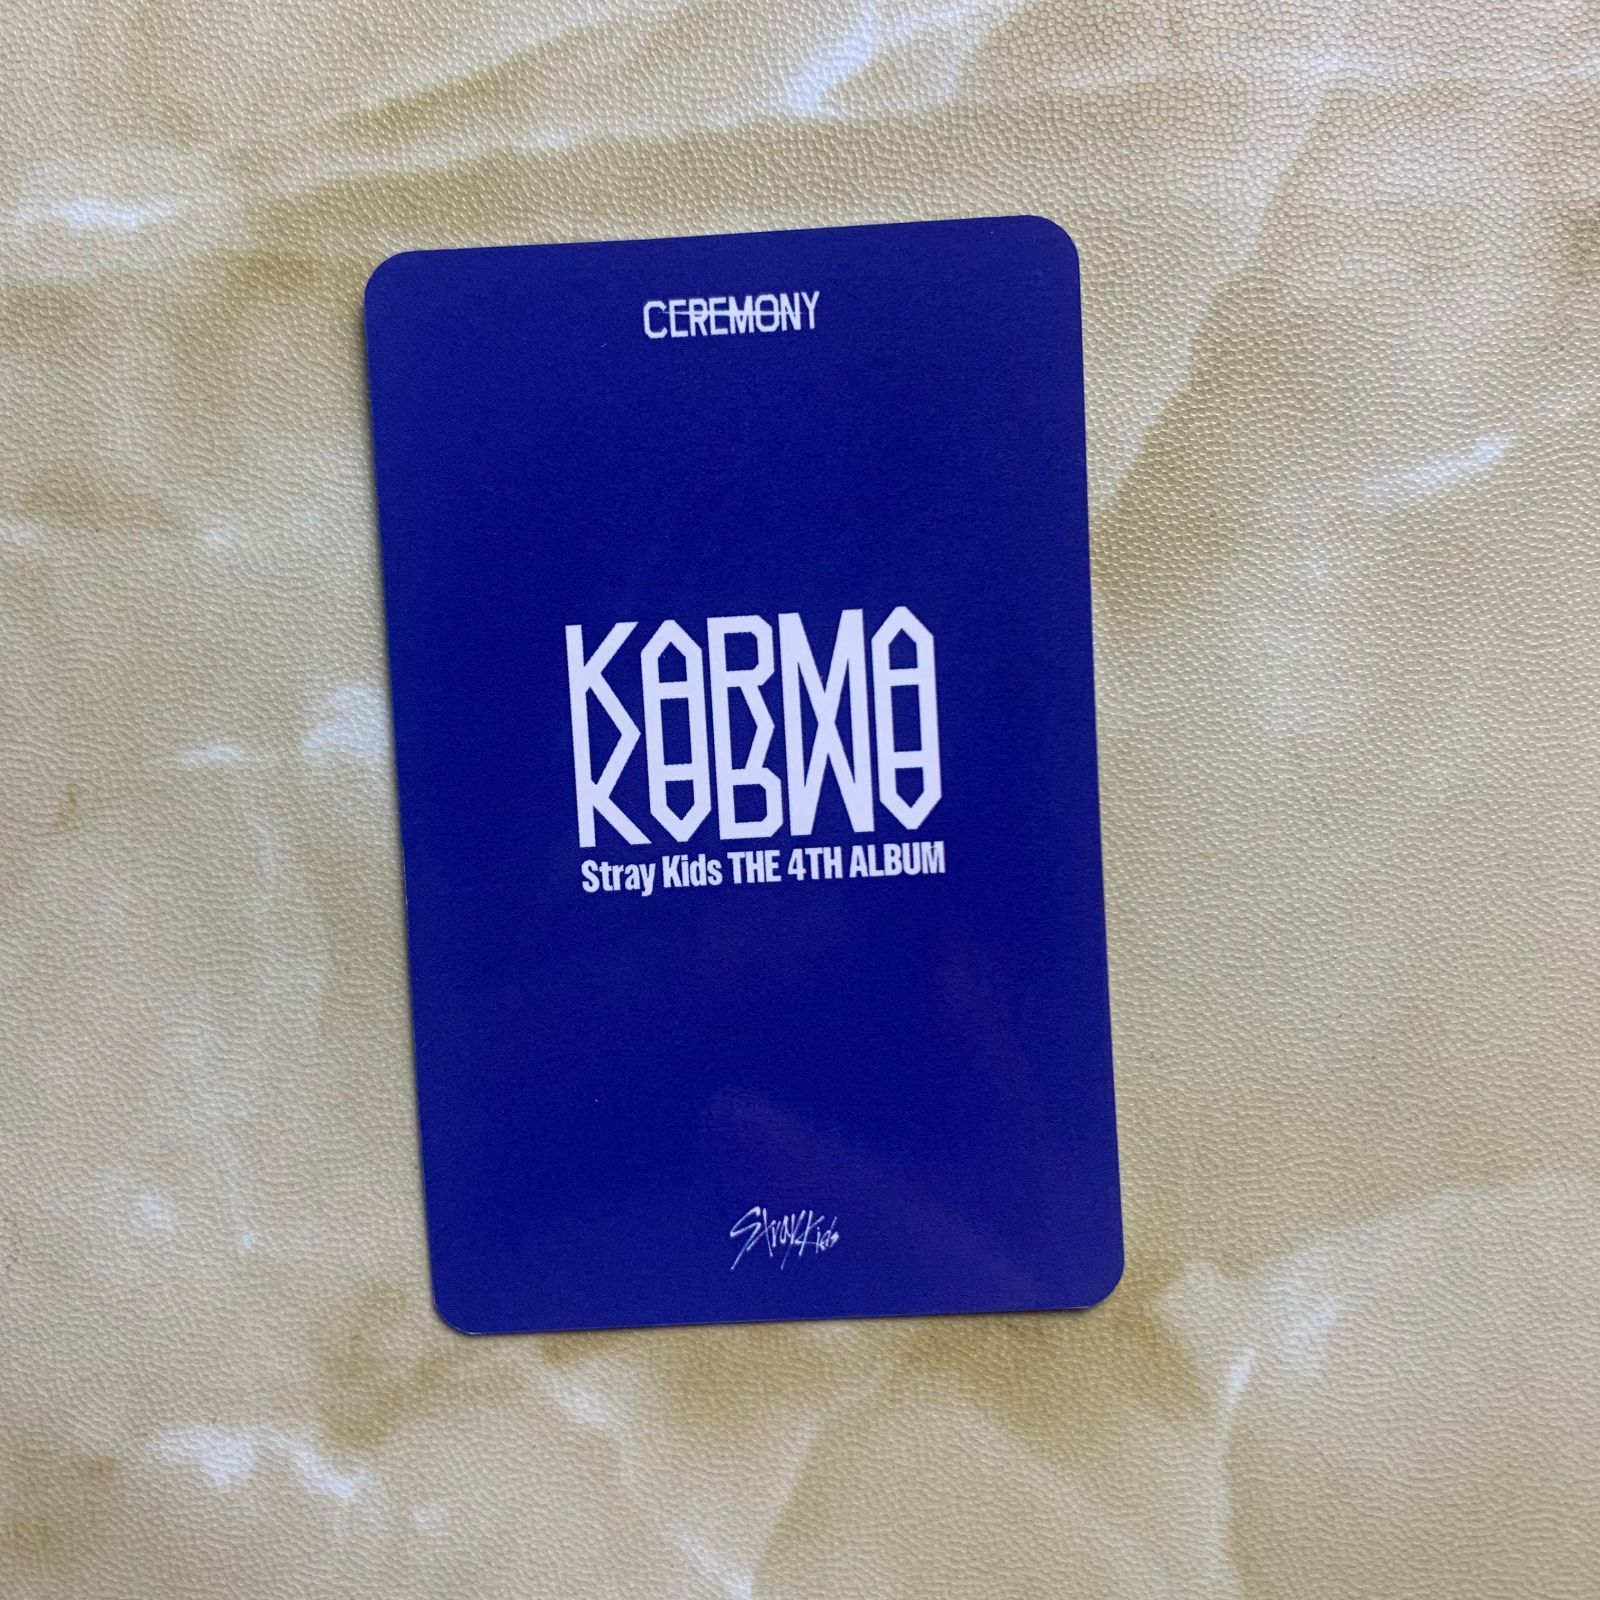 CEREMONY
KARMA
Stray Kids THE 4TH ALBUM
Stray Kids